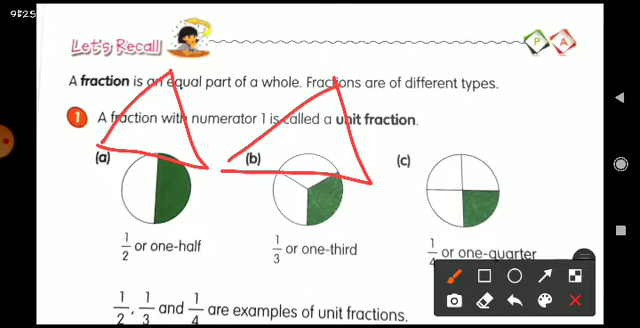 9:25
Let's Recall
P A
A fraction is an equal part of a whole. Fractions are of different types.
1 A fraction with numerator 1 is called a unit fraction.
(a) (b) (c)
1/2 or one-half 1/3 or one-third 1/4 or one-quarter
1/2, 1/3 and 1/4 are examples of unit fractions.